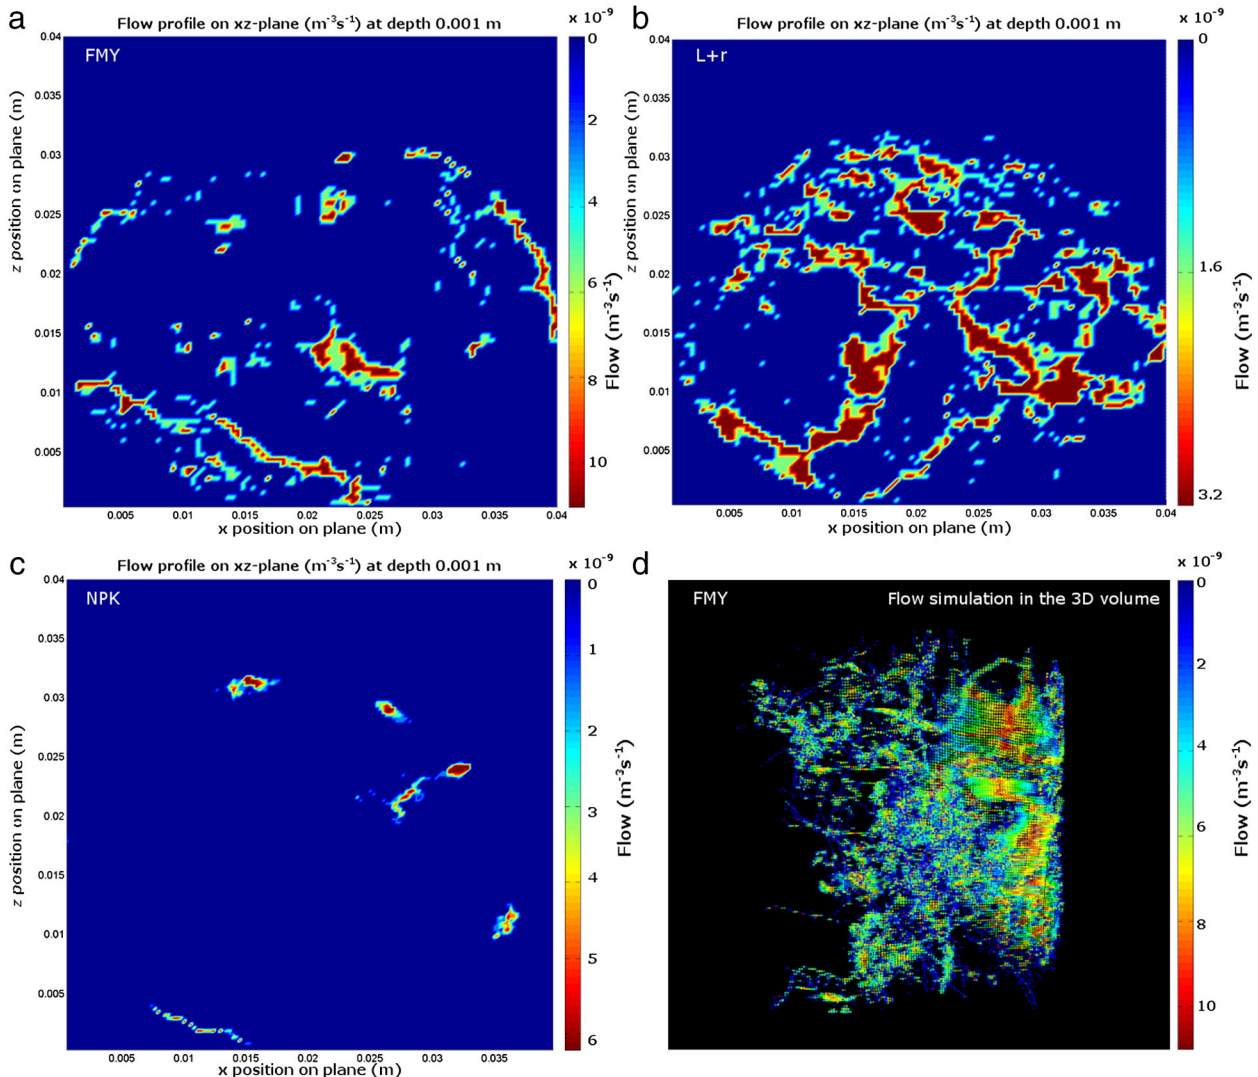 a
Flow profile on xz-plane (m⁻³s⁻¹) at depth 0.001 m
x 10⁻⁹
FMY
z position on plane (m)
0.04
0.035
0.03
0.025
0.02
0.015
0.01
0.005
0.005
0.01
0.015
0.02
0.025
0.03
0.035
0.04
x position on plane (m)
0
2
4
6
8
10
Flow (m⁻³s⁻¹)
b
Flow profile on xz-plane (m⁻³s⁻¹) at depth 0.001 m
x 10⁻⁹
L+r
z position on plane (m)
0.04
0.035
0.03
0.025
0.02
0.015
0.01
0.005
0.005
0.01
0.015
0.02
0.025
0.03
0.035
0.04
x position on plane (m)
0
1.6
3.2
Flow (m⁻³s⁻¹)
c
Flow profile on xz-plane (m⁻³s⁻¹) at depth 0.001 m
x 10⁻⁹
NPK
z position on plane (m)
0.04
0.035
0.03
0.025
0.02
0.015
0.01
0.005
0.005
0.01
0.015
0.02
0.025
0.03
0.035
x position on plane (m)
0
1
2
3
4
5
6
Flow (m⁻³s⁻¹)
d
x 10⁻⁹
FMY
Flow simulation in the 3D volume
0
2
4
6
8
10
Flow (m⁻³s⁻¹)